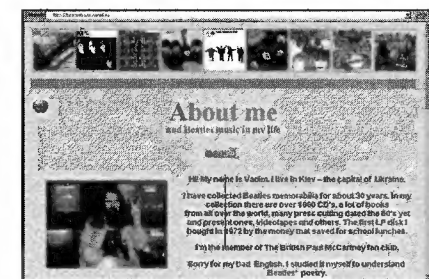 About me
and Beatles music in my life
Hi! My name is Vadim. I live in Kiev – the capital of Ukraine.
I have collected Beatles memorabilia for about 30 years. In my
collection there are over 1000 CD's, a lot of books
from all over the world, many press cutting dated the 60's yet
and present ones, videotapes and others. The first LP disk I
bought in 1972 by the money that saved for school lunches.
I'm the member of The British Paul McCartney fan club.
Sorry for my bad English. I studied it myself to understand
Beatles' poetry.